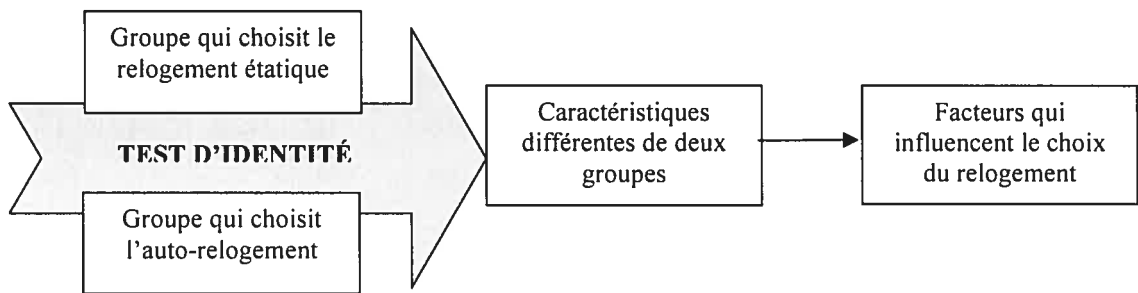 Groupe qui choisit le
relogement étatique
TEST D'IDENTITÉ
Groupe qui choisit
l'auto-relogement
Caractéristiques
différentes de deux
groupes
Facteurs qui
influencent le choix
du relogement